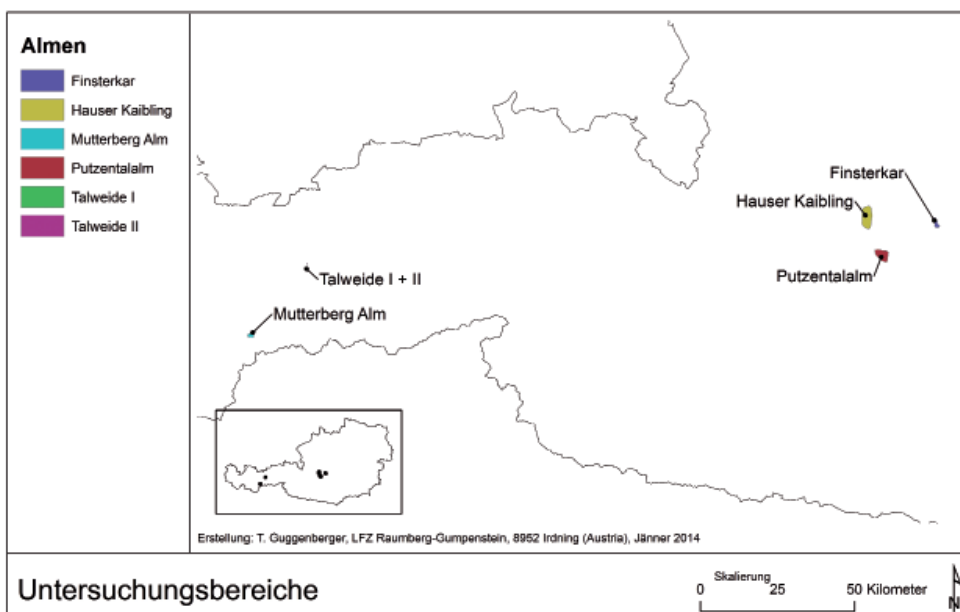 Almen
Finsterkar
Hauser Kaibling
Mutterberg Alm
Putzentalalm
Talweide I
Talweide II
Finsterkar
Hauser Kaibling
Putzentalalm
Talweide I + II
Mutterberg Alm
Erstellung: T. Guggenberger, LFZ Raumberg-Gumpenstein, 8952 Irdning (Austria), Jänner 2014
Untersuchungsbereiche
Skalierung
0 25 50 Kilometer
N